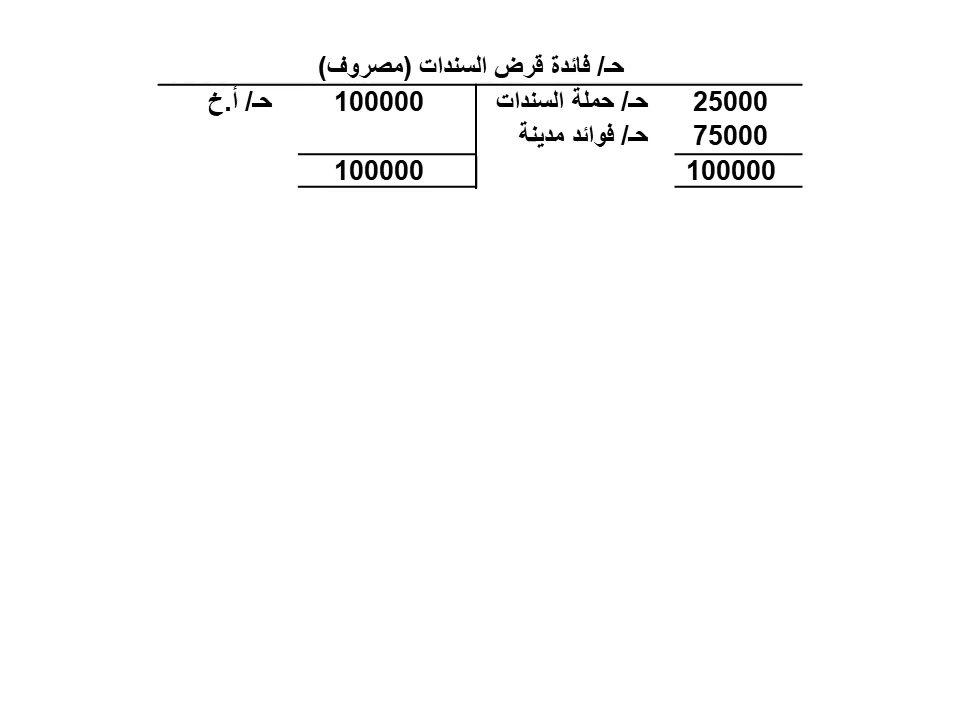 حـ/ فائدة قرض السندات (مصروف)
25000 حـ/ حملة السندات 100000 حـ/ أ.خ
75000 حـ/ فوائد مدينة
100000 100000